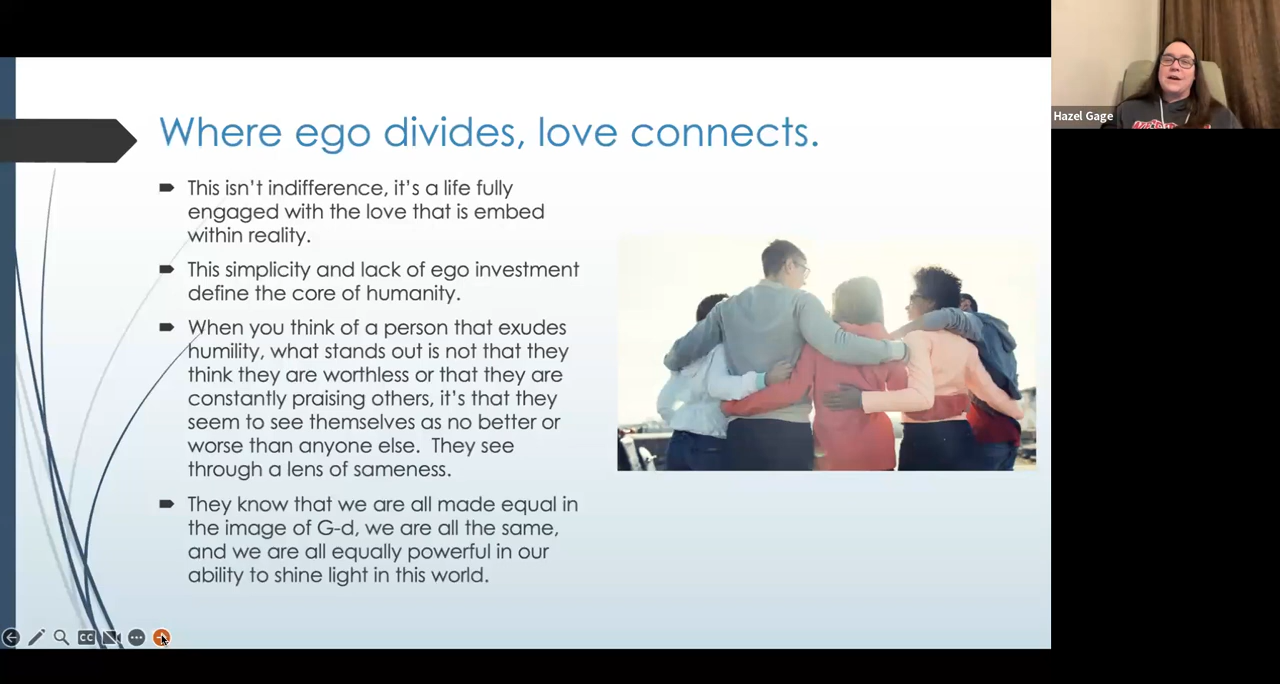 Where ego divides, love connects.
This isn't indifference, it's a life fully
engaged with the love that is embed
within reality.
This simplicity and lack of ego investment
define the core of humanity.
When you think of a person that exudes
humility, what stands out is not that they
think they are worthless or that they are
constantly praising others, it's that they
seem to see themselves as no better or
worse than anyone else.  They see
through a lens of sameness.
They know that we are all made equal in
the image of G-d, we are all the same,
and we are all equally powerful in our
ability to shine light in this world.
CC
Hazel Gage